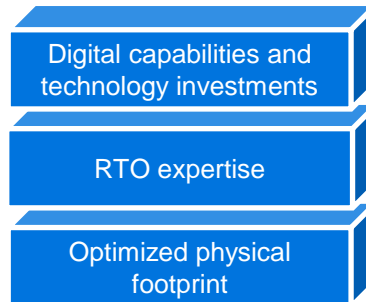 Digital capabilities and
technology investments
RTO expertise
Optimized physical
footprint